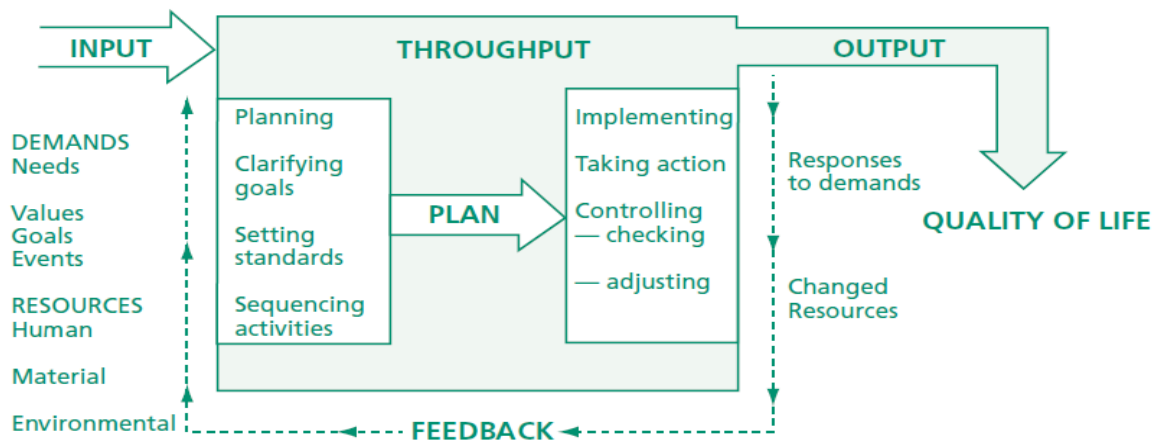 INPUT
THROUGHPUT
OUTPUT
DEMANDS
Needs
Values
Goals
Events
RESOURCES
Human
Material
Environmental
Planning
Clarifying
goals
Setting
standards
Sequencing
activities
PLAN
Implementing
Taking action
Controlling
— checking
— adjusting
Responses
to demands
Changed
Resources
QUALITY OF LIFE
FEEDBACK